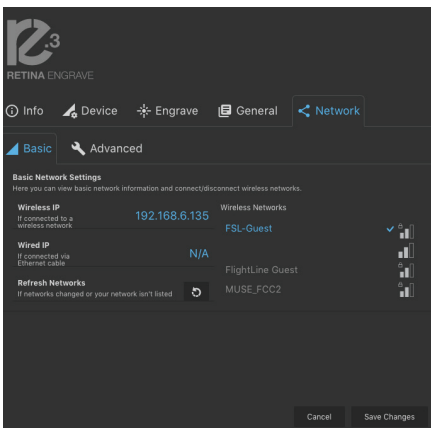 re.3
RETINA ENGRAVE
Info Device Engrave General Network
Basic Advanced
Basic Network Settings
Here you can view basic network information and connect/disconnect wireless networks.
Wireless IP
If connected to a
wireless network
192.168.6.135
Wired IP
If connected via
Ethernet cable
N/A
Refresh Networks
If networks changed or your network isn't listed
Wireless Networks
FSL-Guest
FlightLine Guest
MUSE_FCC2
Cancel Save Changes